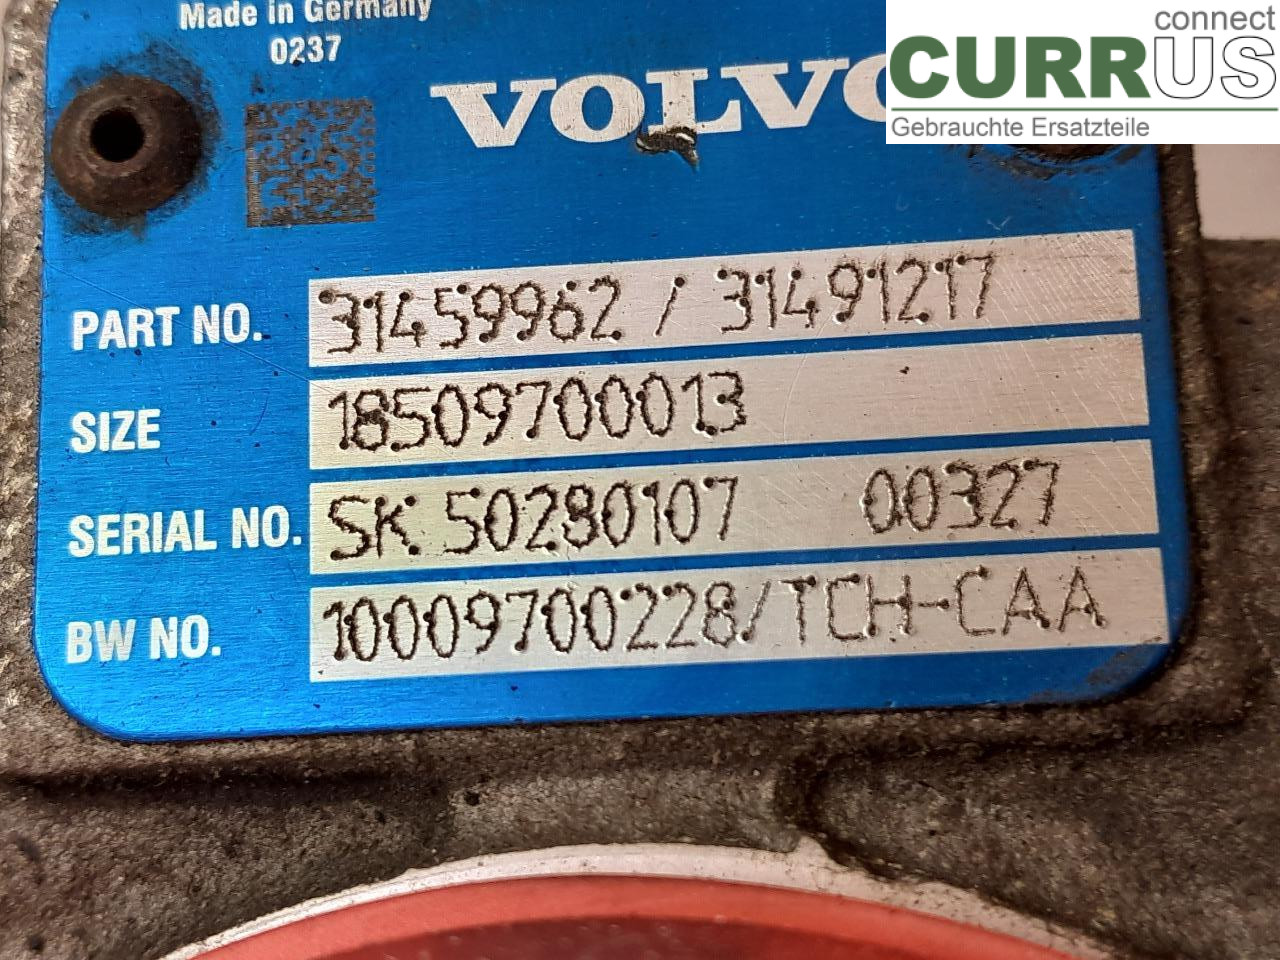 Made in Germany
0237
VOLVO
connect
CURRUS
Gebrauchte Ersatzteile
PART NO. 31459962 / 31491217
SIZE 18509700013
SERIAL NO. SK 50280107 00327
BW NO. 10009700228/TCH-CAA